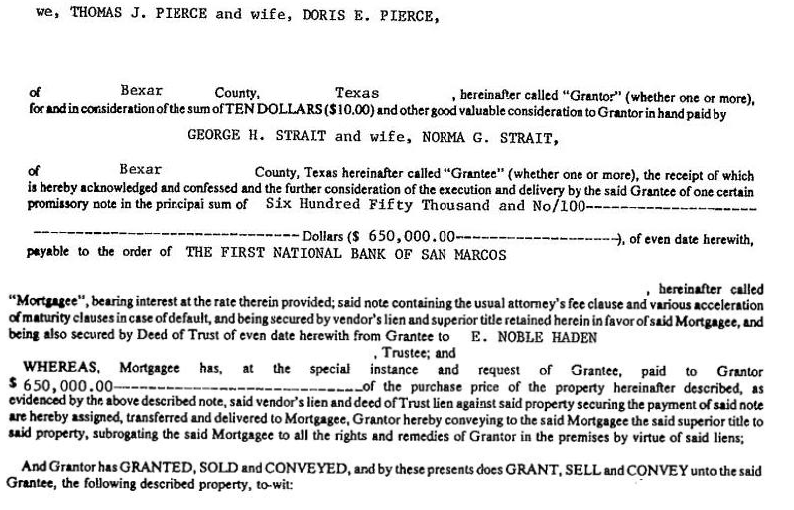 we, THOMAS J. PIERCE and wife, DORIS E. PIERCE,
of Bexar County, Texas , hereinafter called "Grantor" (whether one or more),
for and in consideration of the sum of TEN DOLLARS ($10.00) and other good valuable consideration to Grantor in hand paid by
GEORGE H. STRAIT and wife, NORMA G. STRAIT,
of Bexar County, Texas hereinafter called "Grantee" (whether one or more), the receipt of which
is hereby acknowledged and confessed and the further consideration of the execution and delivery by the said Grantee of one certain
promissory note in the principal sum of Six Hundred Fifty Thousand and No/100--------------------
------------------------------- Dollars ($ 650,000.00-------------------), of even date herewith,
payable to the order of THE FIRST NATIONAL BANK OF SAN MARCOS
, hereinafter called
"Mortgagee", bearing interest at the rate therein provided; said note containing the usual attorney's fee clause and various acceleration
of maturity clauses in case of default, and being secured by vendor's lien and superior title retained herein in favor of said Mortgagee, and
being also secured by Deed of Trust of even date herewith from Grantee to E. NOBLE HADEN
, Trustee; and
WHEREAS, Mortgagee has, at the special instance and request of Grantee, paid to Grantor
$ 650,000.00-----------------------------of the purchase price of the property hereinafter described, as
evidenced by the above described note, said vendor's lien and deed of Trust lien against said property securing the payment of said note
are hereby assigned, transferred and delivered to Mortgagee, Grantor hereby conveying to the said Mortgagee the said superior title to
said property, subrogating the said Mortgagee to all the rights and remedies of Grantor in the premises by virtue of said liens;
And Grantor has GRANTED, SOLD and CONVEYED, and by these presents does GRANT, SELL and CONVEY unto the said
Grantee, the following described property, to-wit: